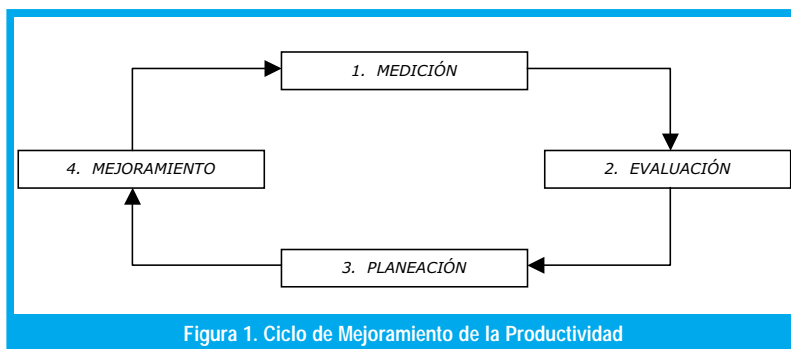 1. MEDICIÓN
4. MEJORAMIENTO
2. EVALUACIÓN
3. PLANEACIÓN
Figura 1. Ciclo de Mejoramiento de la Productividad